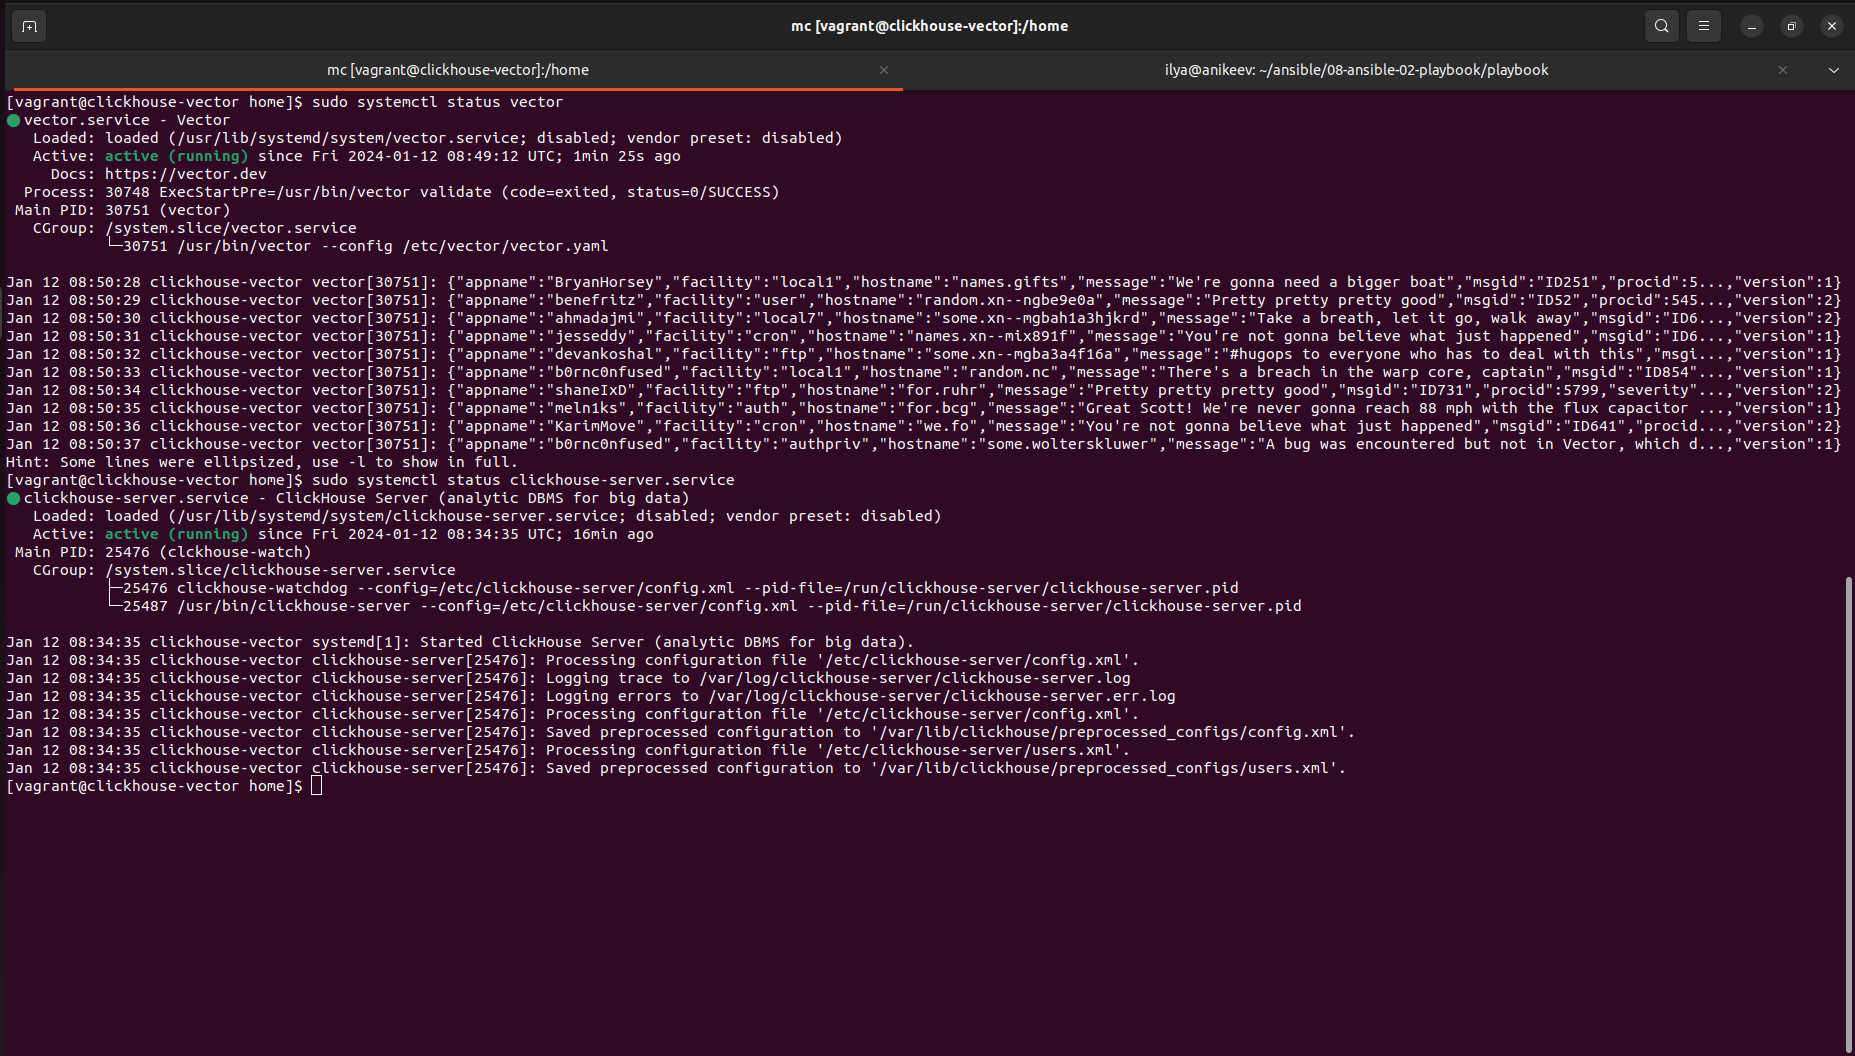 mc [vagrant@clickhouse-vector]:/home
mc [vagrant@clickhouse-vector]:/home
ilya@anikeev: ~/ansible/08-ansible-02-playbook/playbook
[vagrant@clickhouse-vector home]$ sudo systemctl status vector
● vector.service - Vector
   Loaded: loaded (/usr/lib/systemd/system/vector.service; disabled; vendor preset: disabled)
   Active: active (running) since Fri 2024-01-12 08:49:12 UTC; 1min 25s ago
     Docs: https://vector.dev
  Process: 30748 ExecStartPre=/usr/bin/vector validate (code=exited, status=0/SUCCESS)
 Main PID: 30751 (vector)
   CGroup: /system.slice/vector.service
           └─30751 /usr/bin/vector --config /etc/vector/vector.yaml
Jan 12 08:50:28 clickhouse-vector vector[30751]: {"appname":"BryanHorsey","facility":"local1","hostname":"names.gifts","message":"We're gonna need a bigger boat","msgid":"ID251","procid":5...,"version":1}
Jan 12 08:50:29 clickhouse-vector vector[30751]: {"appname":"benefritz","facility":"user","hostname":"random.xn--ngbe9e0a","message":"Pretty pretty pretty good","msgid":"ID52","procid":545...,"version":2}
Jan 12 08:50:30 clickhouse-vector vector[30751]: {"appname":"ahmadajmi","facility":"local7","hostname":"some.xn--mgbah1a3hjkrd","message":"Take a breath, let it go, walk away","msgid":"ID6...,"version":2}
Jan 12 08:50:31 clickhouse-vector vector[30751]: {"appname":"jesseddy","facility":"cron","hostname":"names.xn--mix891f","message":"You're not gonna believe what just happened","msgid":"ID6...,"version":1}
Jan 12 08:50:32 clickhouse-vector vector[30751]: {"appname":"devankoshal","facility":"ftp","hostname":"some.xn--mgba3a4f16a","message":"#hugops to everyone who has to deal with this","msgi...,"version":1}
Jan 12 08:50:33 clickhouse-vector vector[30751]: {"appname":"b0rnc0nfused","facility":"local1","hostname":"random.nc","message":"There's a breach in the warp core, captain","msgid":"ID854"...,"version":1}
Jan 12 08:50:34 clickhouse-vector vector[30751]: {"appname":"shaneIxD","facility":"ftp","hostname":"for.ruhr","message":"Pretty pretty pretty good","msgid":"ID731","procid":5799,"severity"...,"version":2}
Jan 12 08:50:35 clickhouse-vector vector[30751]: {"appname":"meln1ks","facility":"auth","hostname":"for.bcg","message":"Great Scott! We're never gonna reach 88 mph with the flux capacitor ...,"version":1}
Jan 12 08:50:36 clickhouse-vector vector[30751]: {"appname":"KarimMove","facility":"cron","hostname":"we.fo","message":"You're not gonna believe what just happened","msgid":"ID641","procid...,"version":2}
Jan 12 08:50:37 clickhouse-vector vector[30751]: {"appname":"b0rnc0nfused","facility":"authpriv","hostname":"some.wolterskluwer","message":"A bug was encountered but not in Vector, which d...,"version":1}
Hint: Some lines were ellipsized, use -l to show in full.
[vagrant@clickhouse-vector home]$ sudo systemctl status clickhouse-server.service
● clickhouse-server.service - ClickHouse Server (analytic DBMS for big data)
   Loaded: loaded (/usr/lib/systemd/system/clickhouse-server.service; disabled; vendor preset: disabled)
   Active: active (running) since Fri 2024-01-12 08:34:35 UTC; 16min ago
 Main PID: 25476 (clckhouse-watch)
   CGroup: /system.slice/clickhouse-server.service
           ├─25476 clickhouse-watchdog --config=/etc/clickhouse-server/config.xml --pid-file=/run/clickhouse-server/clickhouse-server.pid
           └─25487 /usr/bin/clickhouse-server --config=/etc/clickhouse-server/config.xml --pid-file=/run/clickhouse-server/clickhouse-server.pid
Jan 12 08:34:35 clickhouse-vector systemd[1]: Started ClickHouse Server (analytic DBMS for big data).
Jan 12 08:34:35 clickhouse-vector clickhouse-server[25476]: Processing configuration file '/etc/clickhouse-server/config.xml'.
Jan 12 08:34:35 clickhouse-vector clickhouse-server[25476]: Logging trace to /var/log/clickhouse-server/clickhouse-server.log
Jan 12 08:34:35 clickhouse-vector clickhouse-server[25476]: Logging errors to /var/log/clickhouse-server/clickhouse-server.err.log
Jan 12 08:34:35 clickhouse-vector clickhouse-server[25476]: Processing configuration file '/etc/clickhouse-server/config.xml'.
Jan 12 08:34:35 clickhouse-vector clickhouse-server[25476]: Saved preprocessed configuration to '/var/lib/clickhouse/preprocessed_configs/config.xml'.
Jan 12 08:34:35 clickhouse-vector clickhouse-server[25476]: Processing configuration file '/etc/clickhouse-server/users.xml'.
Jan 12 08:34:35 clickhouse-vector clickhouse-server[25476]: Saved preprocessed configuration to '/var/lib/clickhouse/preprocessed_configs/users.xml'.
[vagrant@clickhouse-vector home]$